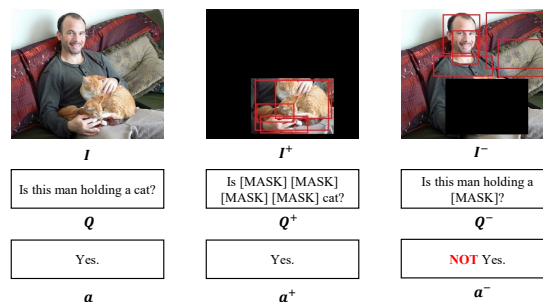 I
I⁺
I⁻
Is this man holding a cat?
Is [MASK] [MASK]
[MASK] [MASK] cat?
Is this man holding a
[MASK]?
Q
Q⁺
Q⁻
Yes.
Yes.
NOT Yes.
a
a⁺
a⁻